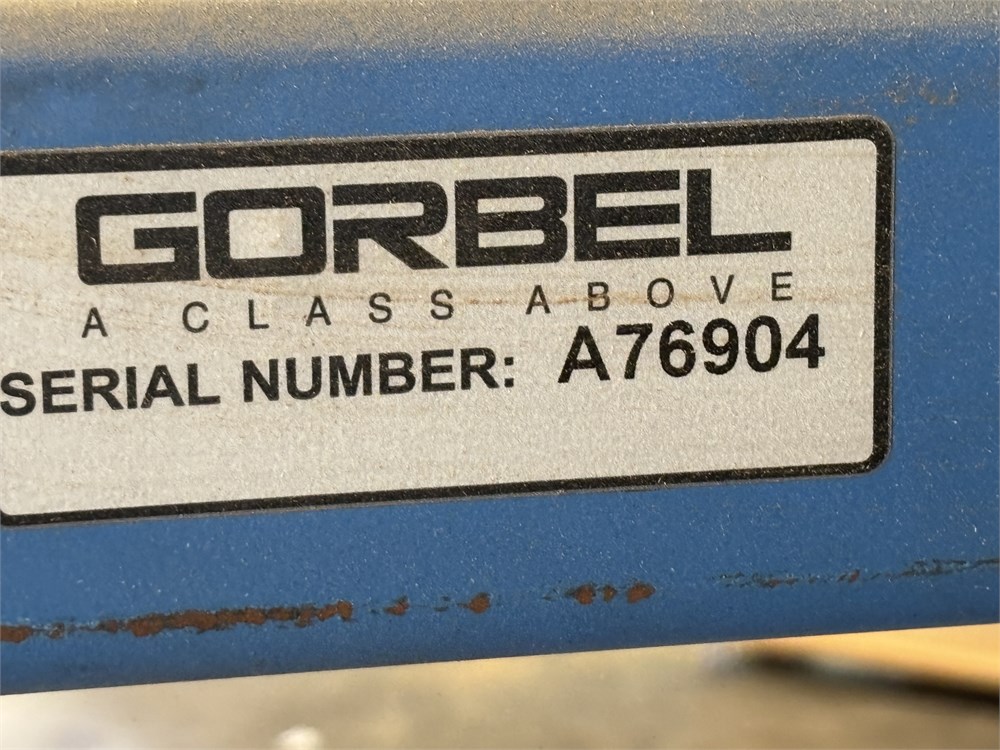 GORBEL
A CLASS ABOVE
SERIAL NUMBER: A76904